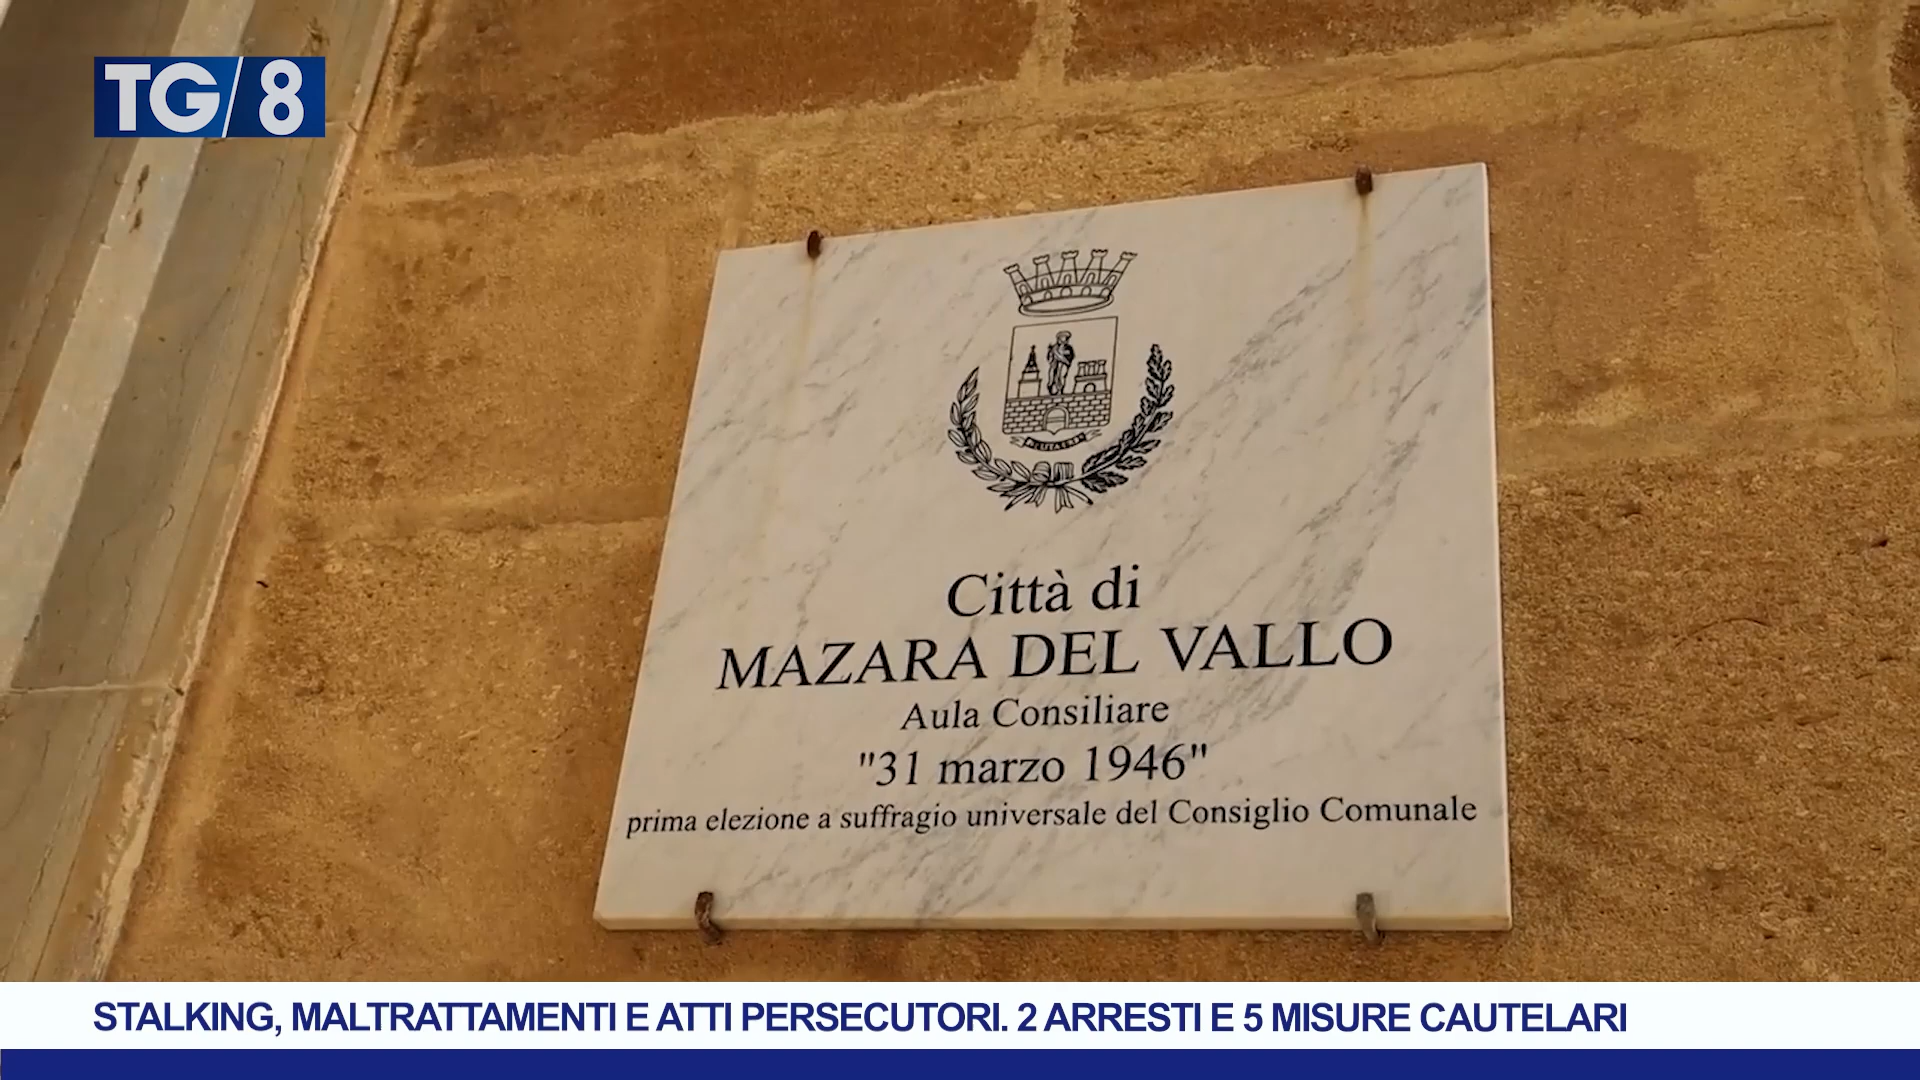 TG/8
Città di
MAZARA DEL VALLO
Aula Consiliare
"31 marzo 1946"
prima elezione a suffragio universale del Consiglio Comunale
STALKING, MALTRATTAMENTI E ATTI PERSECUTORI. 2 ARRESTI E 5 MISURE CAUTELARI